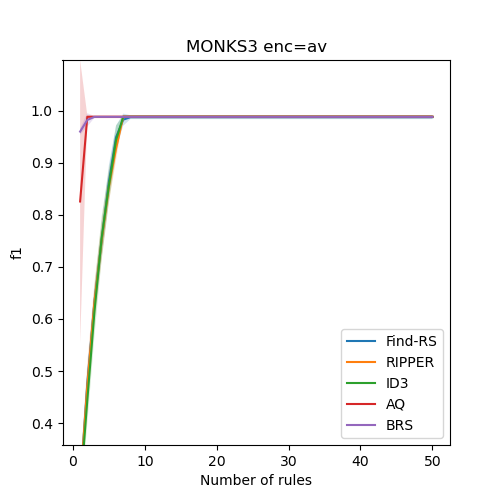 MONKS3 enc=av
1.0
0.9
0.8
0.7
0.6
0.5
0.4
f1
0 10 20 30 40 50
Number of rules
Find-RS
RIPPER
ID3
AQ
BRS